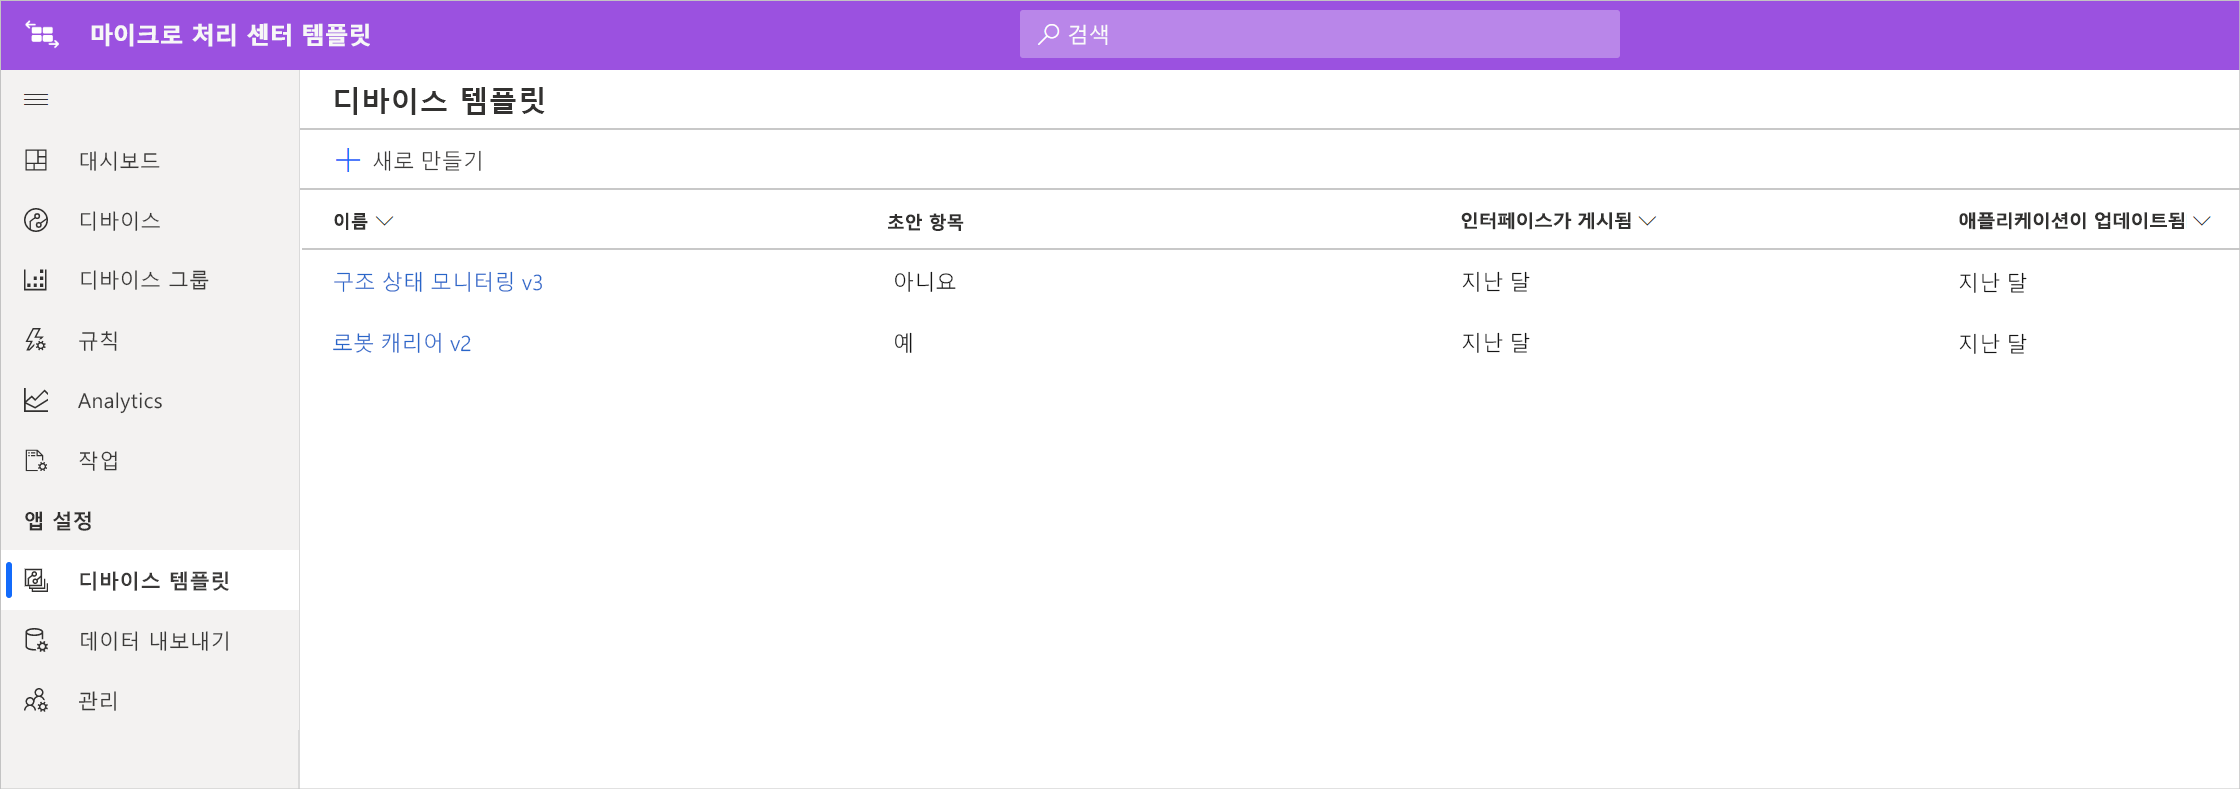 마이크로 처리 센터 템플릿
검색
디바이스 템플릿
대시보드
새로 만들기
디바이스
이름 초안 항목 인터페이스가 게시됨 애플리케이션이 업데이트됨
디바이스 그룹
구조 상태 모니터링 v3 아니요 지난 달 지난 달
규칙
로봇 캐리어 v2 예 지난 달 지난 달
Analytics
작업
앱 설정
디바이스 템플릿
데이터 내보내기
관리